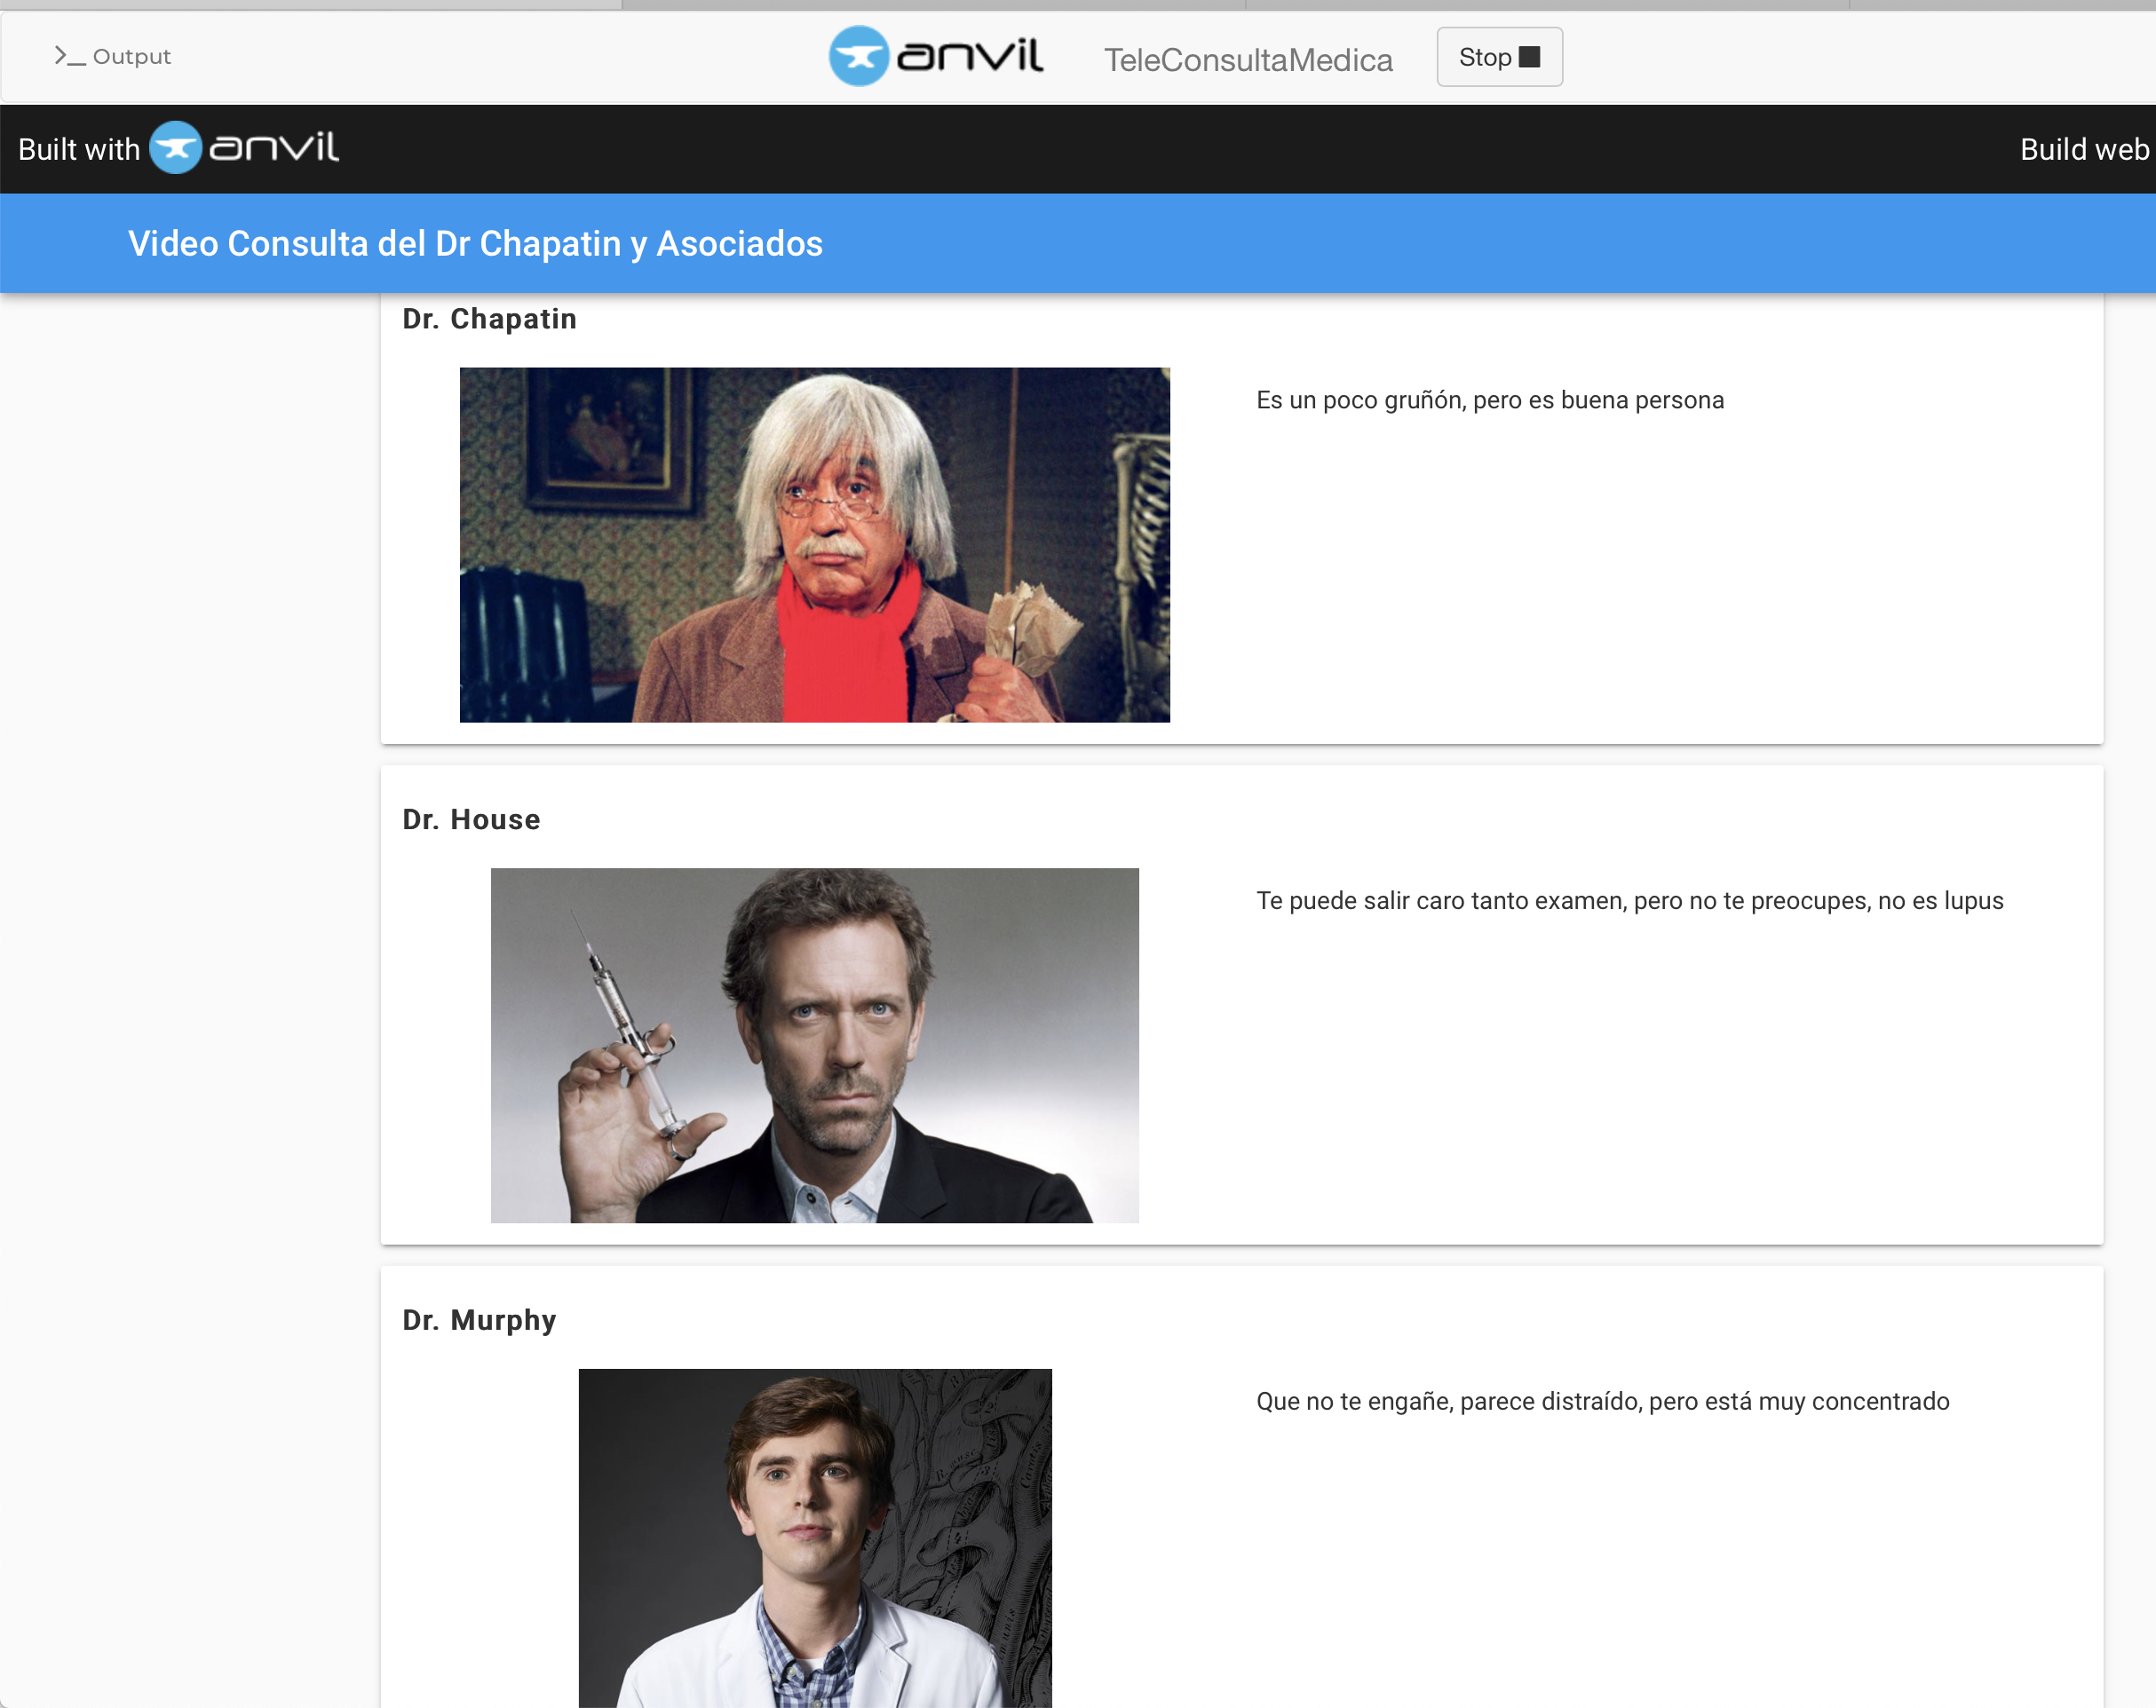 >_ Output
anvil
TeleConsultaMedica
Stop
Built with anvil
Build web
Video Consulta del Dr Chapatin y Asociados
Dr. Chapatin
Es un poco gruñón, pero es buena persona
Dr. House
Te puede salir caro tanto examen, pero no te preocupes, no es lupus
Dr. Murphy
Que no te engañe, parece distraído, pero está muy concentrado